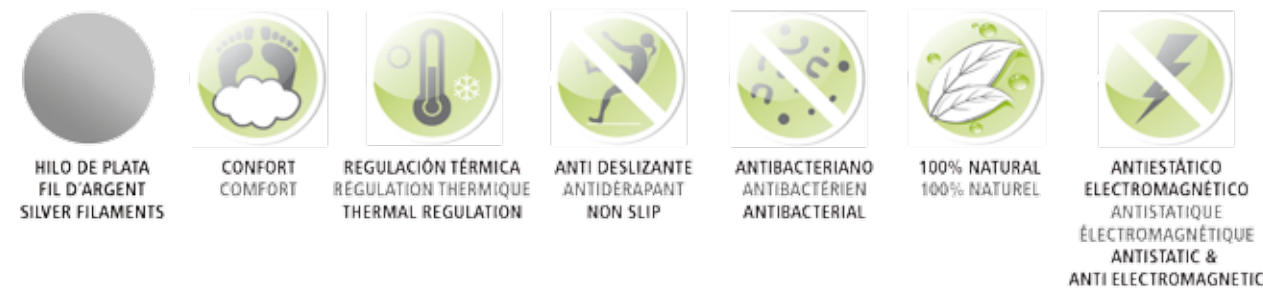 HILO DE PLATA
FIL D'ARGENT
SILVER FILAMENTS
CONFORT
COMFORT
REGULACIÓN TÉRMICA
RÉGULATION THERMIQUE
THERMAL REGULATION
ANTI DESLIZANTE
ANTIDÉRAPANT
NON SLIP
ANTIBACTERIANO
ANTIBACTÉRIEN
ANTIBACTERIAL
100% NATURAL
100% NATUREL
ANTIESTÁTICO
ELECTROMAGNÉTICO
ANTISTATIQUE
ÉLECTROMAGNÉTIQUE
ANTISTATIC &
ANTI ELECTROMAGNETIC